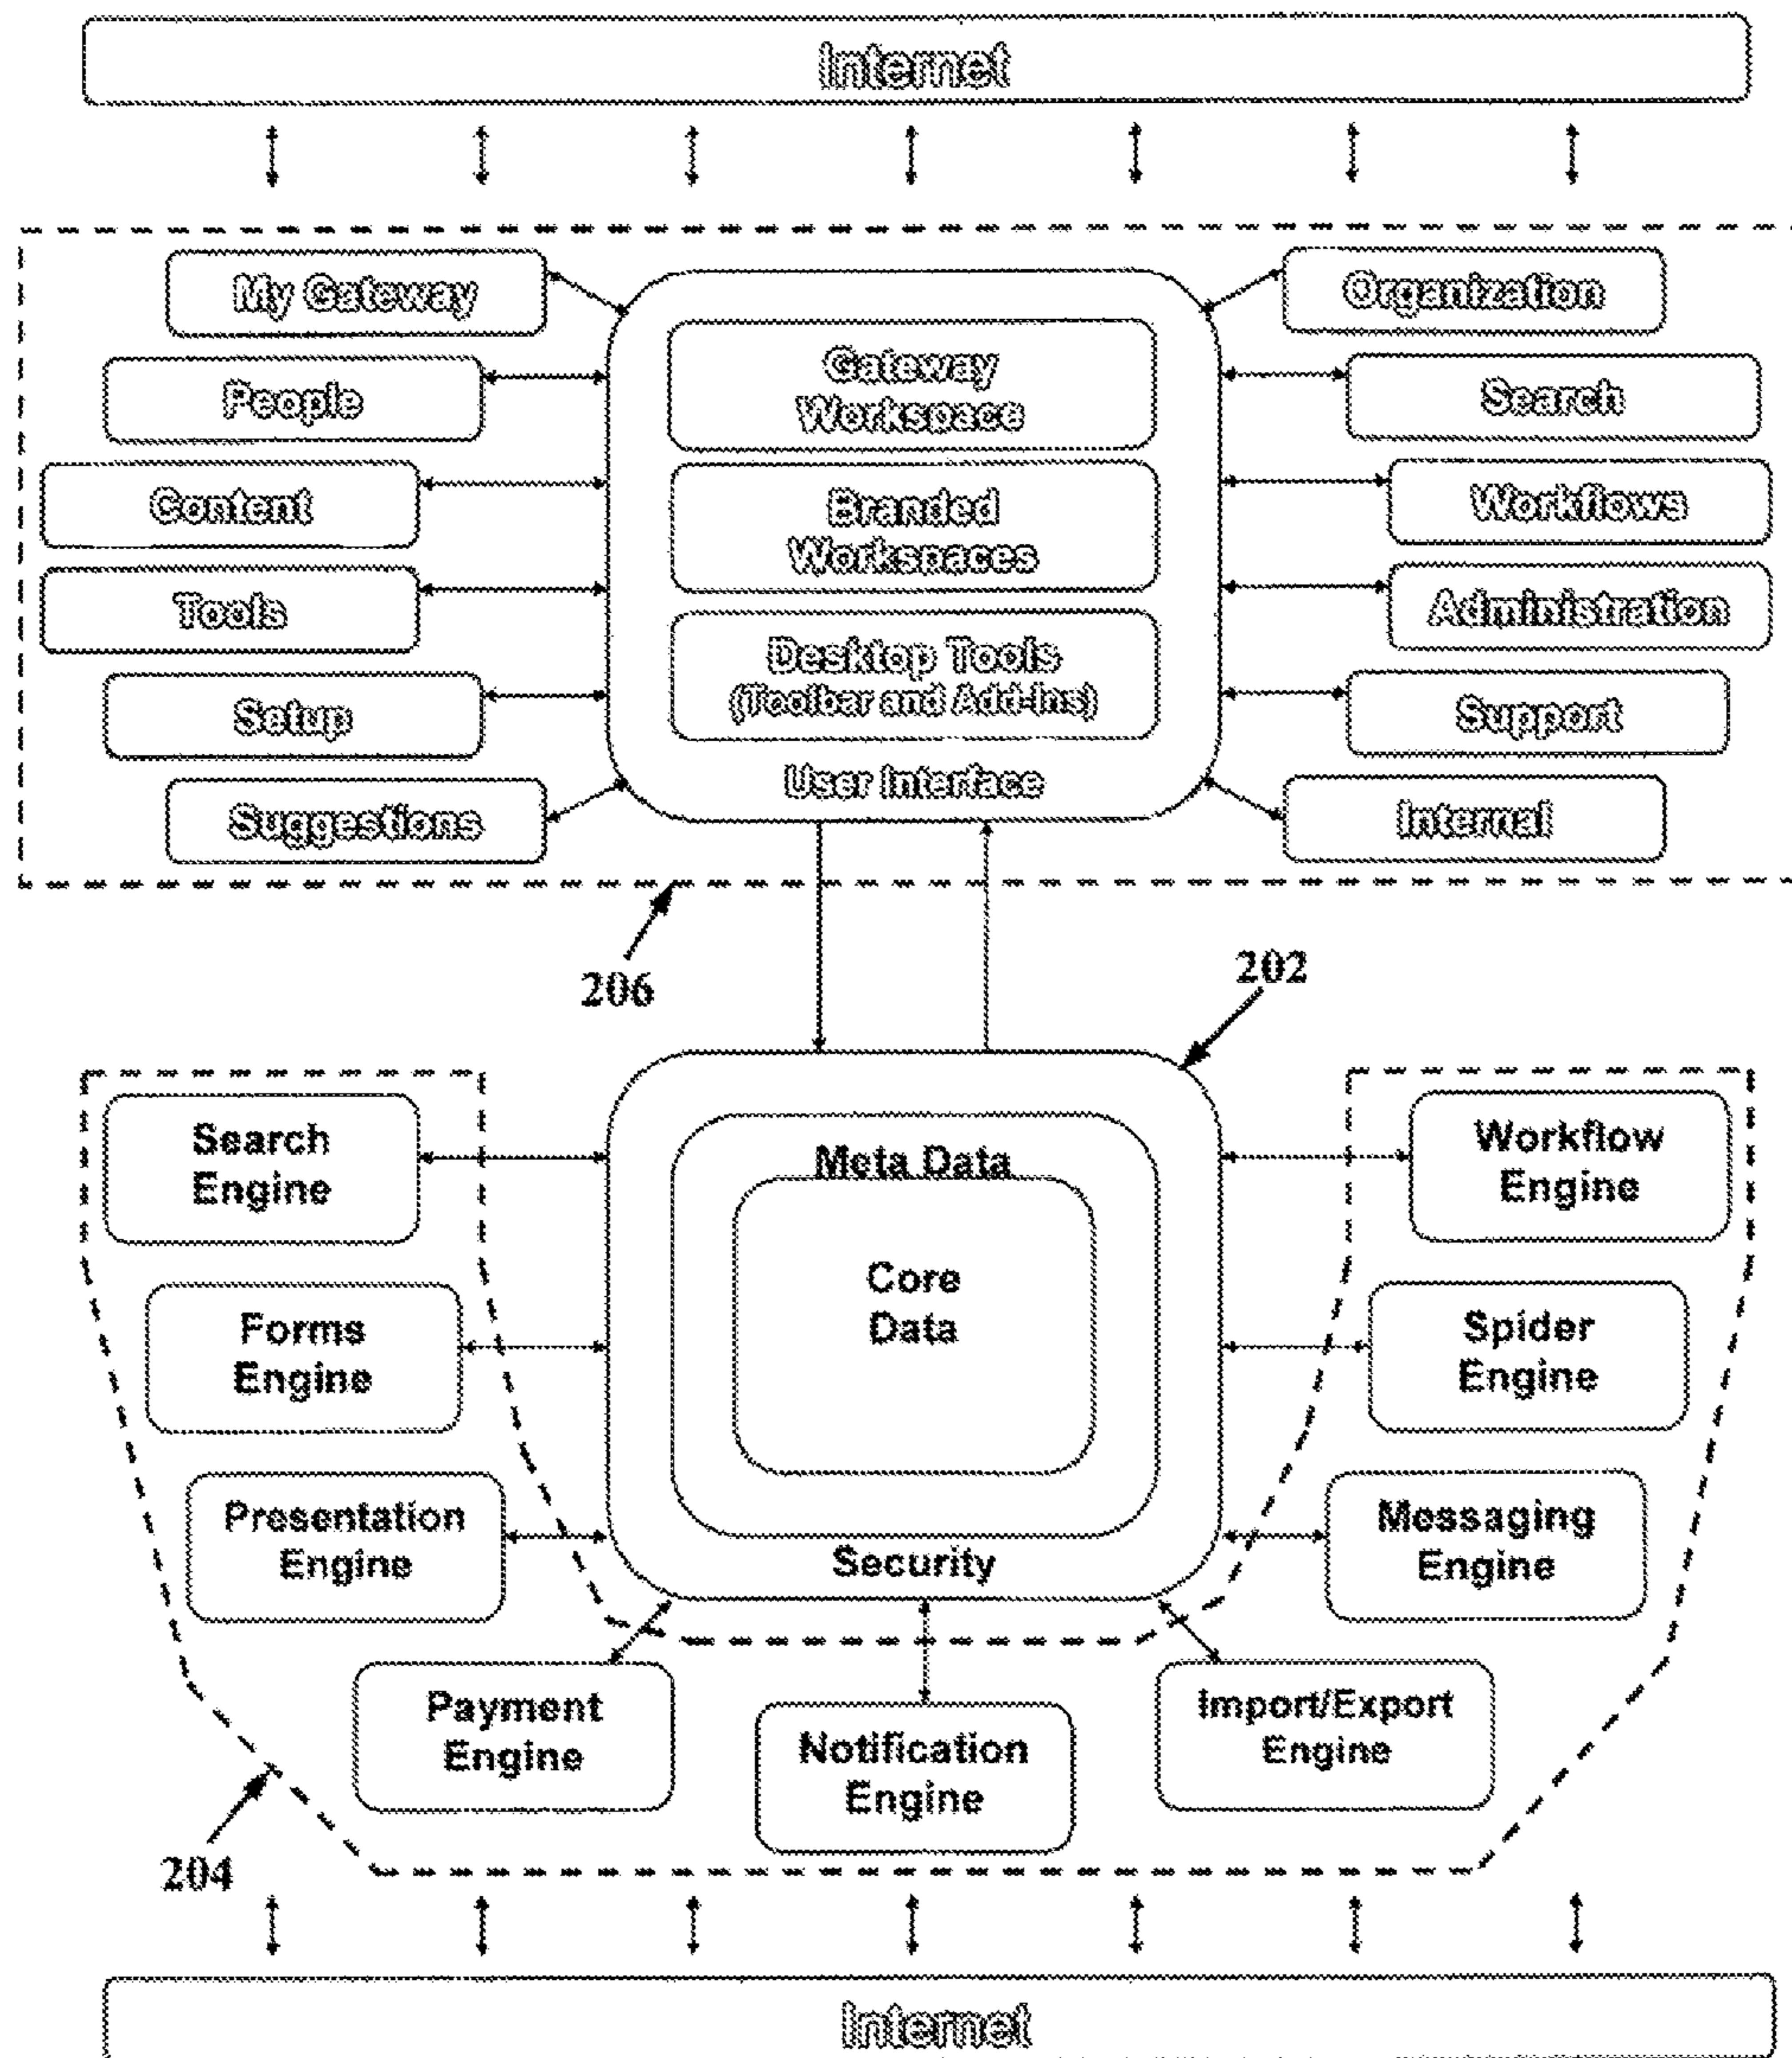 Internet
My Gateway
Organization
Gateway
Workspace
People
Search
Content
Branded
Workspaces
Workflows
Tools
Administration
Desktop Tools
(Toolbar and Add-Ins)
Setup
Support
User Interface
Suggestions
Internal
206
202
Search
Engine
Meta Data
Workflow
Engine
Core
Data
Forms
Engine
Spider
Engine
Presentation
Engine
Messaging
Engine
Security
Payment
Engine
Notification
Engine
Import/Export
Engine
204
Internet